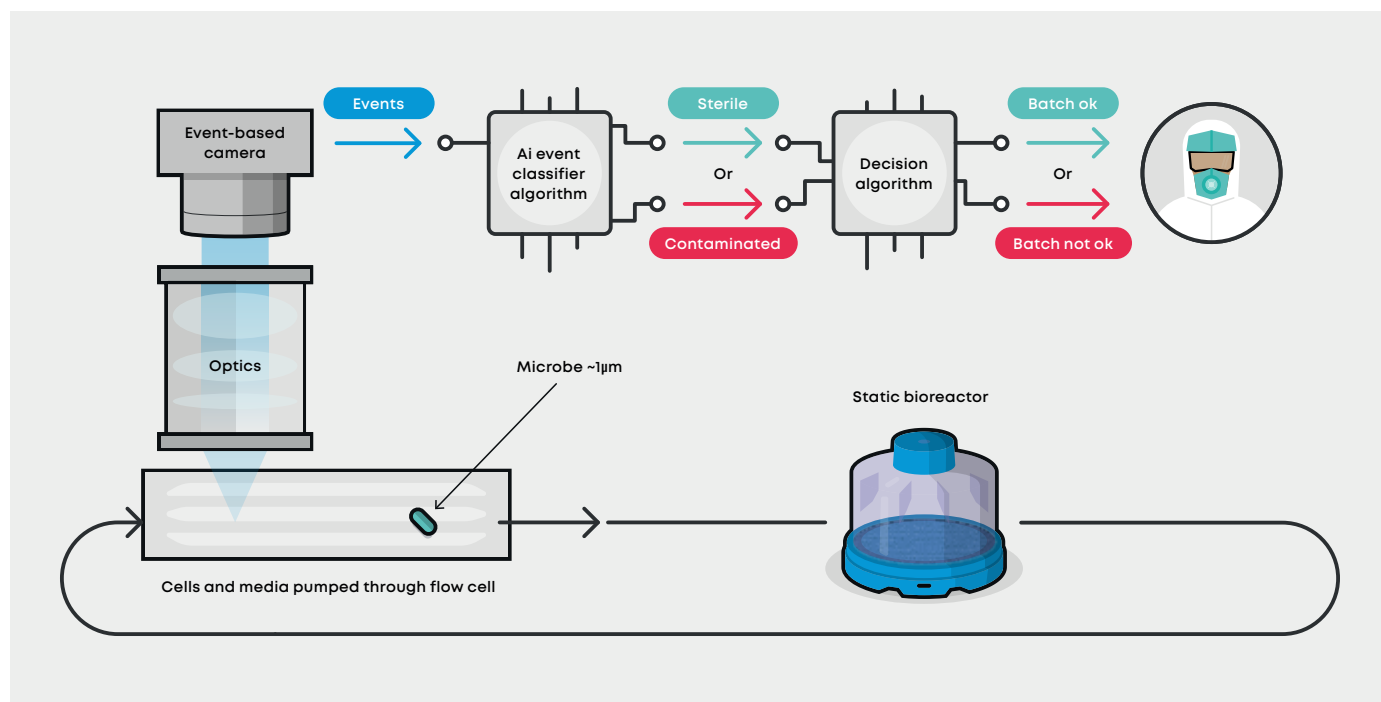 Events
Event-based
camera
Ai event
classifier
algorithm
Sterile
Or
Contaminated
Decision
algorithm
Batch ok
Or
Batch not ok
Optics
Microbe ~1µm
Static bioreactor
Cells and media pumped through flow cell